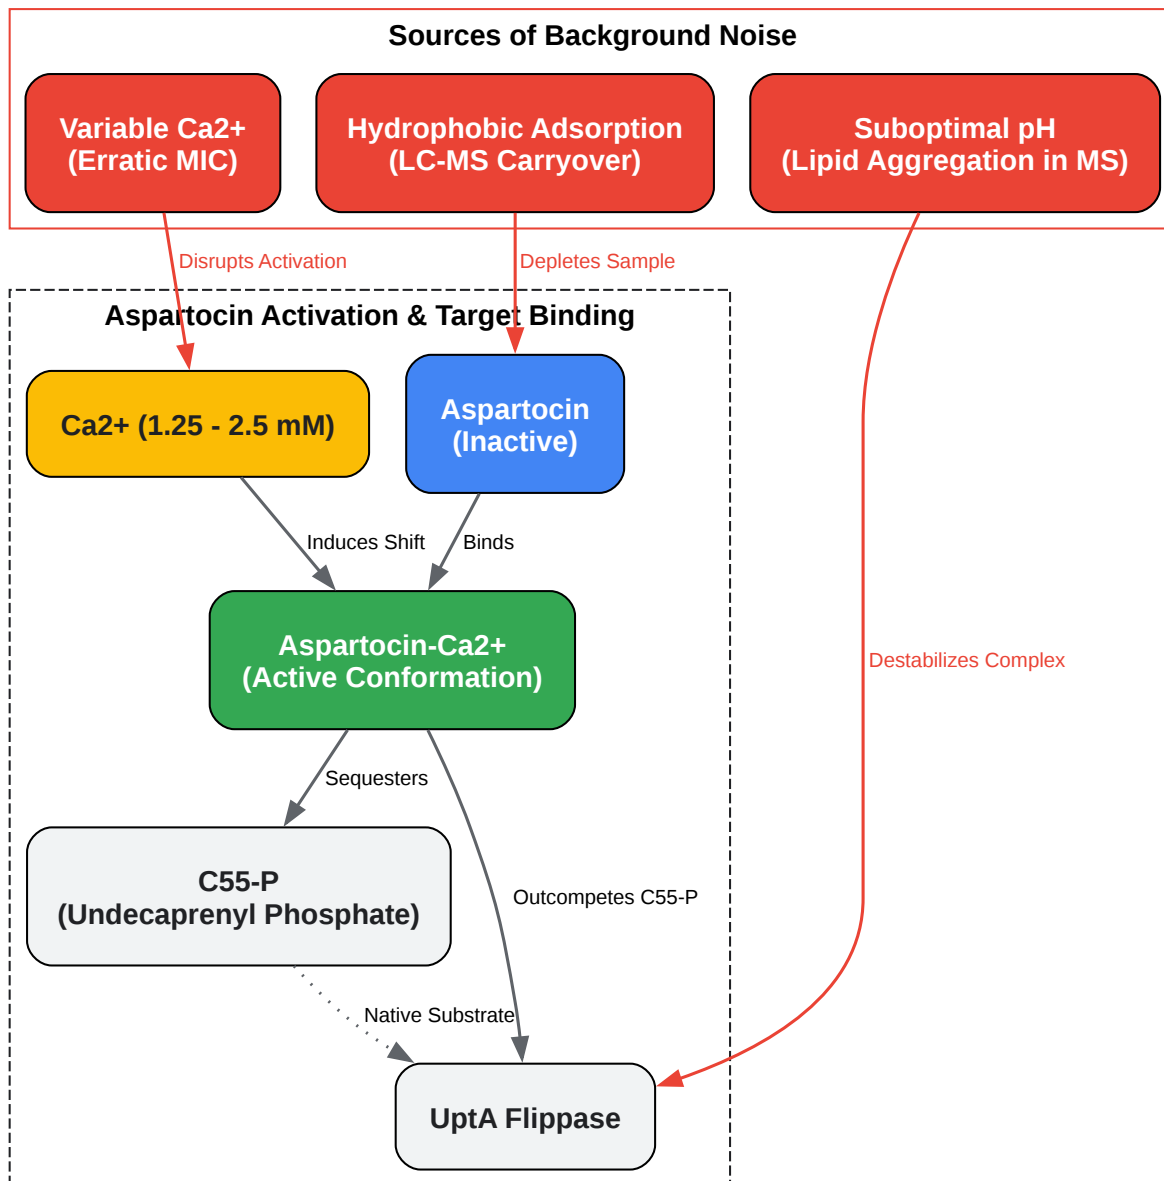 Sources of Background Noise
Variable Ca2+
(Erratic MIC)
Hydrophobic Adsorption
(LC-MS Carryover)
Suboptimal pH
(Lipid Aggregation in MS)
Disrupts Activation
Depletes Sample
Aspartocin Activation & Target Binding
Ca2+ (1.25 - 2.5 mM)
Aspartocin
(Inactive)
Induces Shift
Binds
Aspartocin-Ca2+
(Active Conformation)
Destabilizes Complex
Sequesters
C55-P
(Undecaprenyl Phosphate)
Outcompetes C55-P
Native Substrate
UptA Flippase